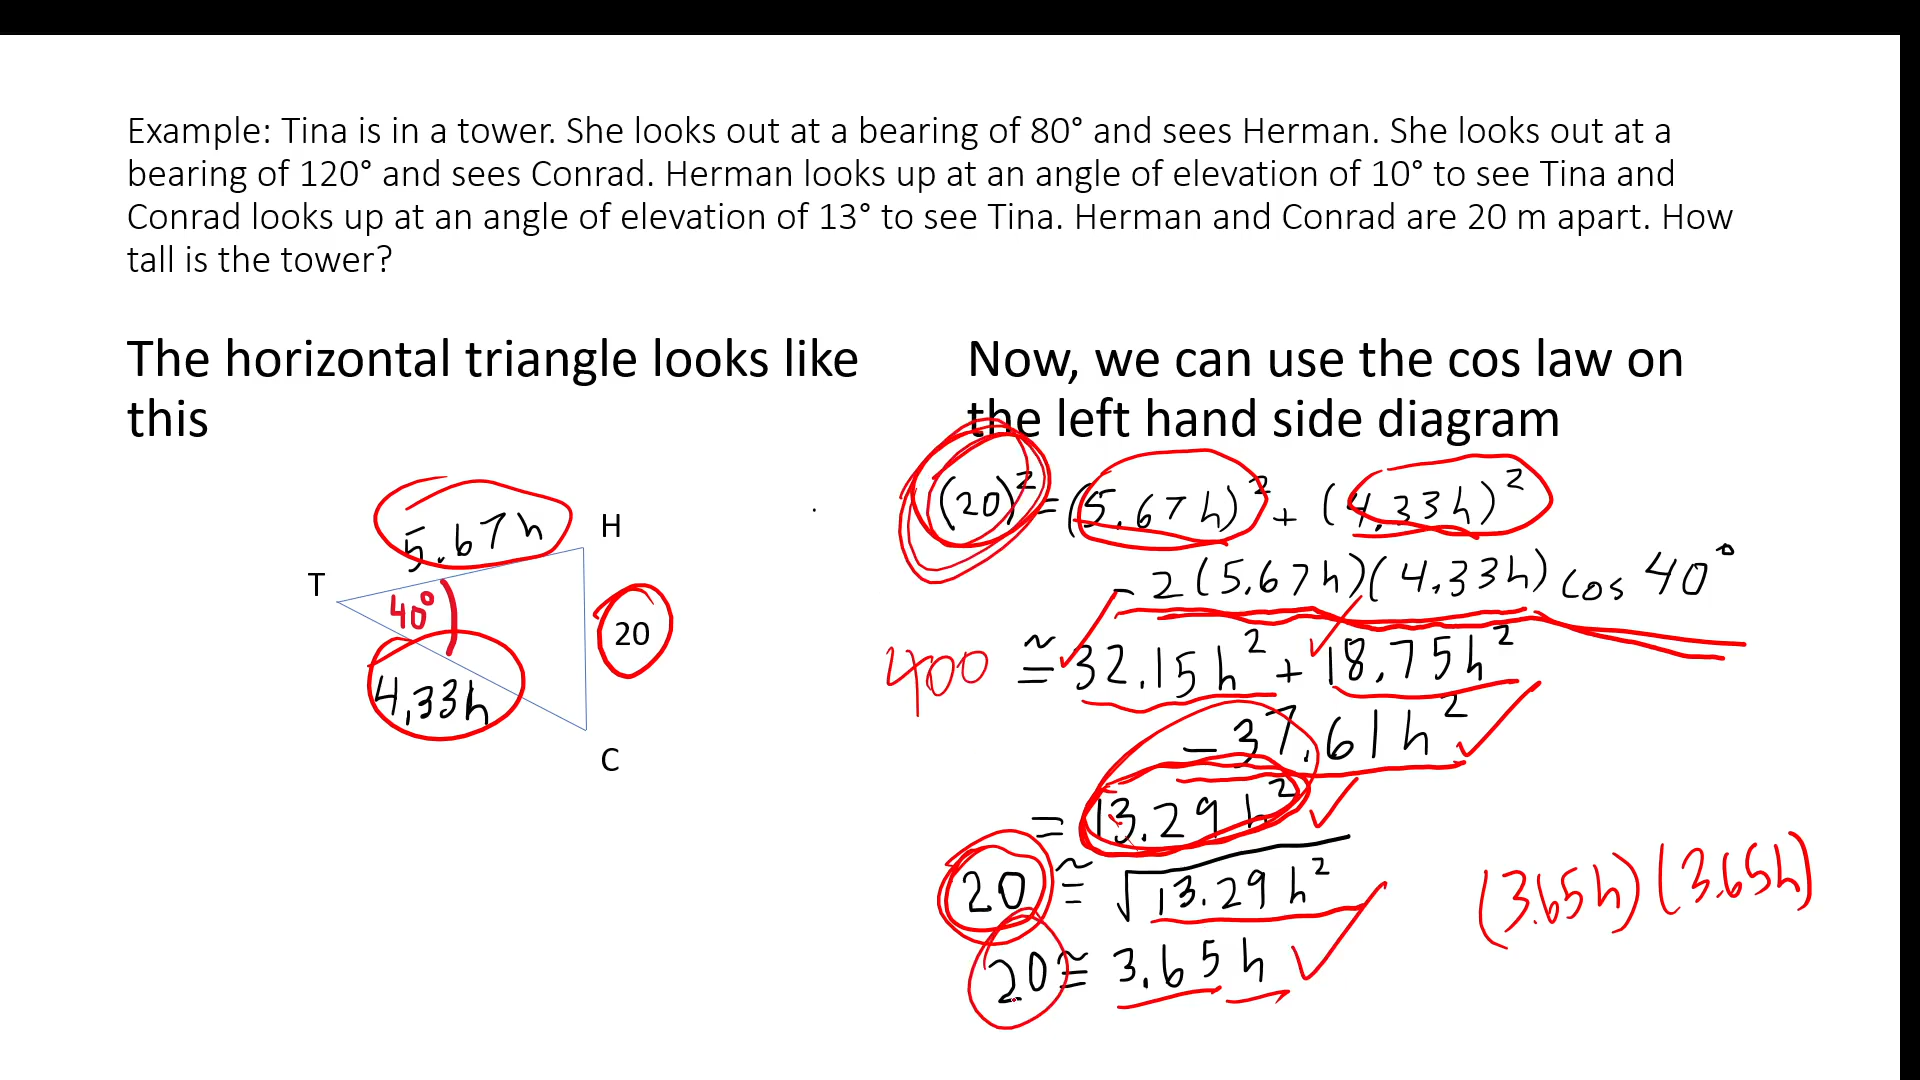 Example: Tina is in a tower. She looks out at a bearing of 80° and sees Herman. She looks out at a
bearing of 120° and sees Conrad. Herman looks up at an angle of elevation of 10° to see Tina and
Conrad looks up at an angle of elevation of 13° to see Tina. Herman and Conrad are 20 m apart. How
tall is the tower?
The horizontal triangle looks like
this
5.67h
H
T
40°
20
4.33h
C
Now, we can use the cos law on
the left hand side diagram
(20)² = (5.67h)² + (4.33h)²
- 2(5.67h)(4.33h) cos 40°
400 ≅ 32.15h² + 18.75h²
- 37.61h²
= 13.29h²
20 ≅ √13.29h²
(3.65h)(3.65h)
20 ≅ 3.65h